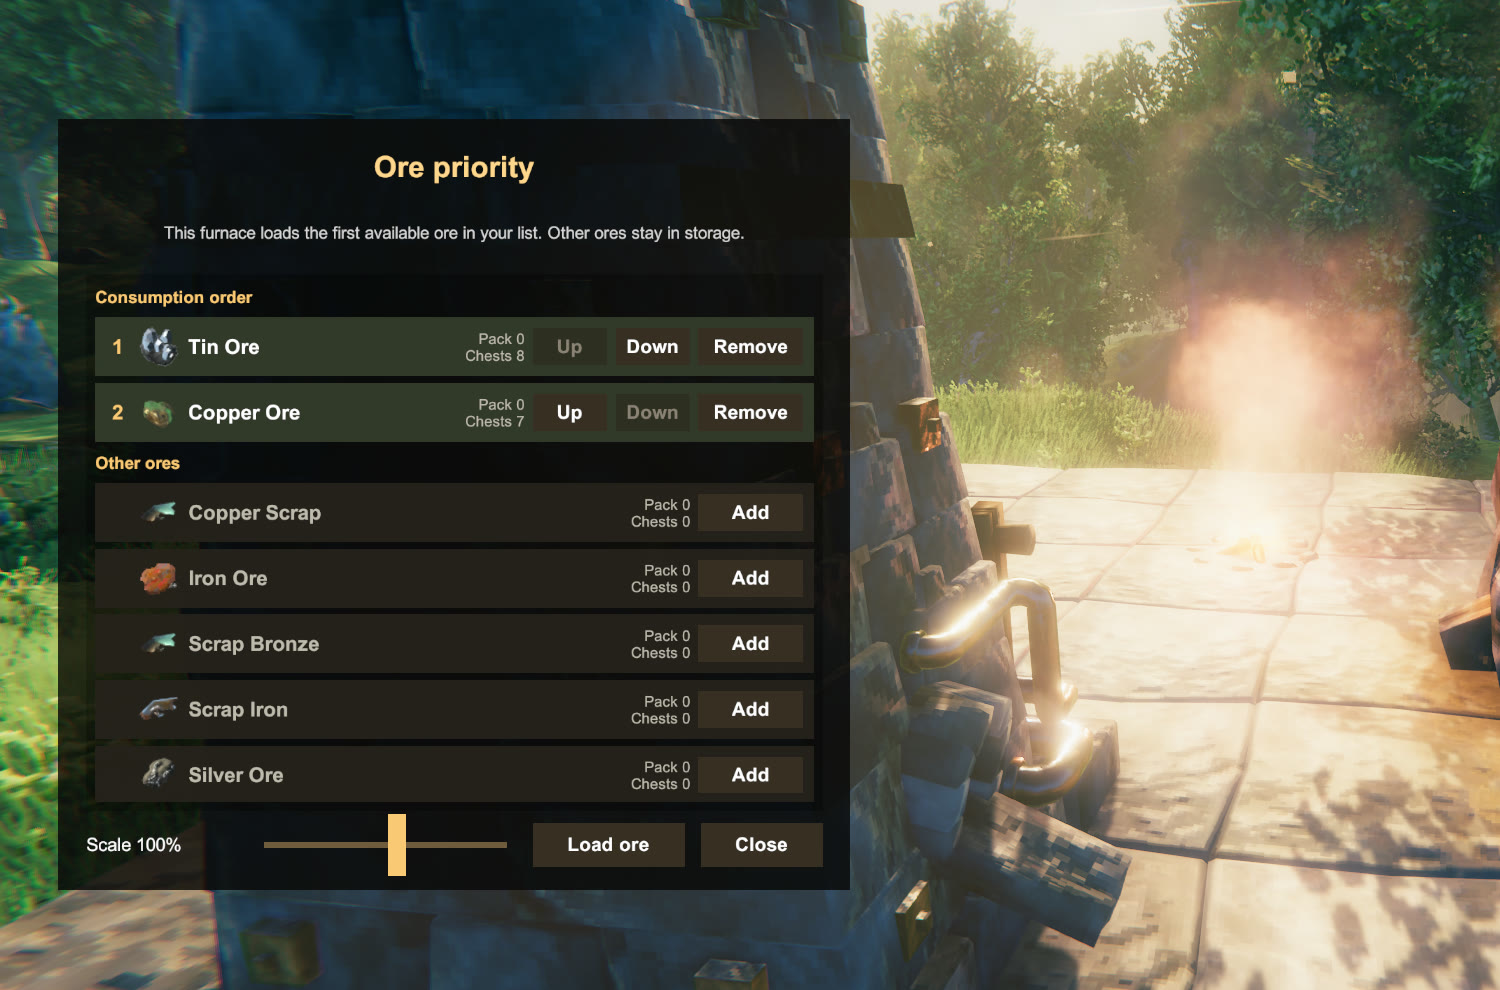 Ore priority
This furnace loads the first available ore in your list. Other ores stay in storage.
Consumption order
1 Tin Ore Pack 0 Chests 8 Up Down Remove
2 Copper Ore Pack 0 Chests 7 Up Down Remove
Other ores
Copper Scrap Pack 0 Chests 0 Add
Iron Ore Pack 0 Chests 0 Add
Scrap Bronze Pack 0 Chests 0 Add
Scrap Iron Pack 0 Chests 0 Add
Silver Ore Pack 0 Chests 0 Add
Scale 100% Load ore Close